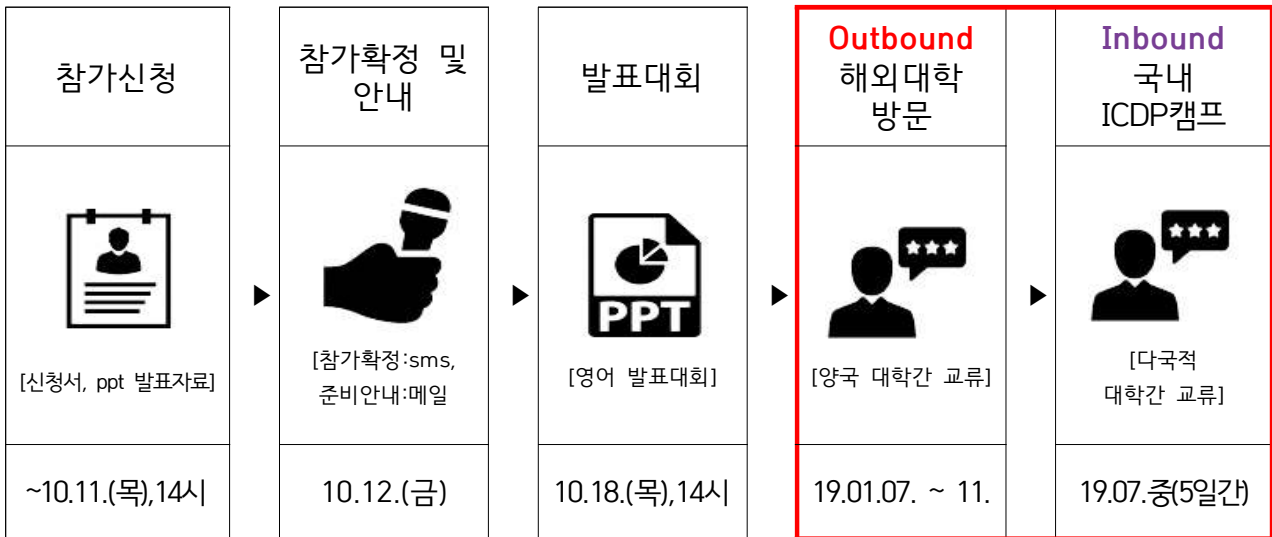 참가신청
[신청서, ppt 발표자료]
~10.11.(목),14시
▶
참가확정 및
안내
[참가확정:sms,
준비안내:메일
10.12.(금)
▶
발표대회
PPT
[영어 발표대회]
10.18.(목),14시
▶
Outbound
해외대학
방문
[양국 대학간 교류]
19.01.07. ~ 11.
▶
Inbound
국내
ICDP캠프
[다국적
대학간 교류]
19.07.중(5일간)